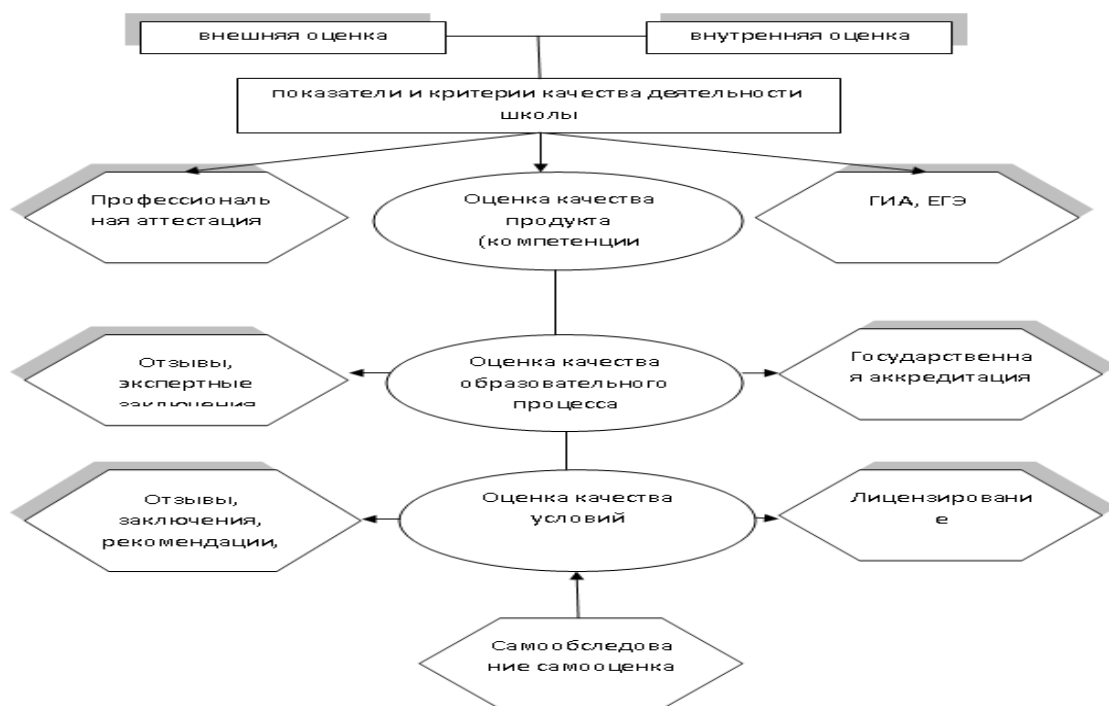 внешняя оценка
внутренняя оценка
показатели и критерии качества деятельности
школы
Профессиональ
ная аттестация
Оценка качества
продукта
(компетенции
ГИА, ЕГЭ
Отзывы,
экспертные
заключения
Оценка качества
образовательного
процесса
Государственна
я аккредитация
Отзывы,
заключения,
рекомендации,
Оценка качества
условий
Лицензировани
е
Самообследова
ние самооценка